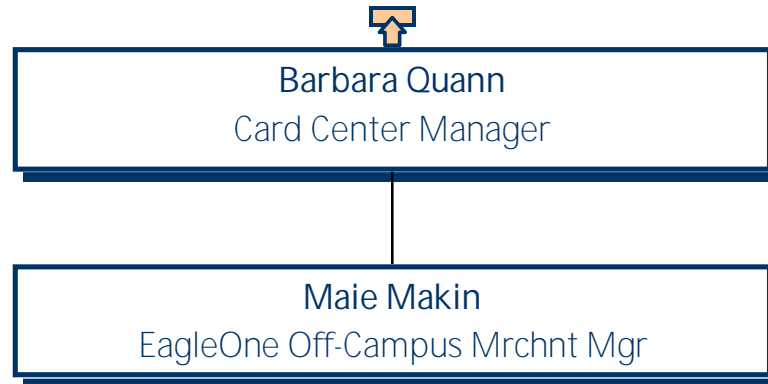 Barbara Quann
Card Center Manager
Maie Makin
EagleOne Off-Campus Mrchnt Mgr